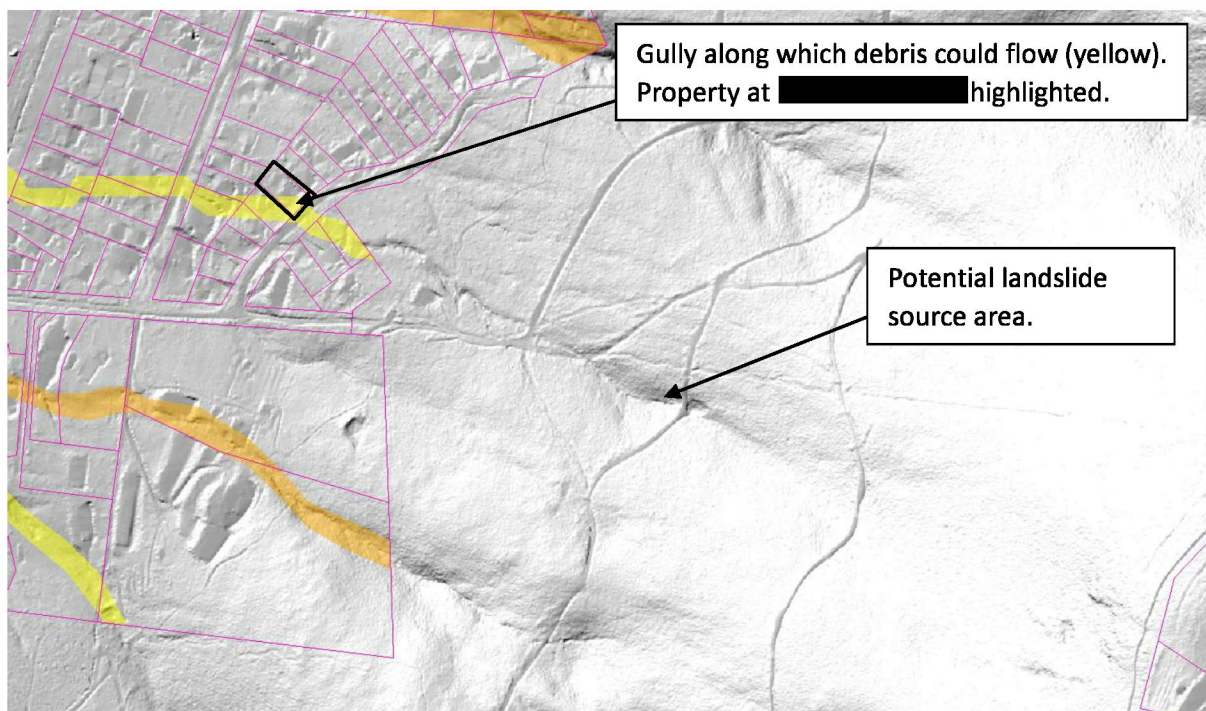 Gully along which debris could flow (yellow).
Property at highlighted.
Potential landslide
source area.